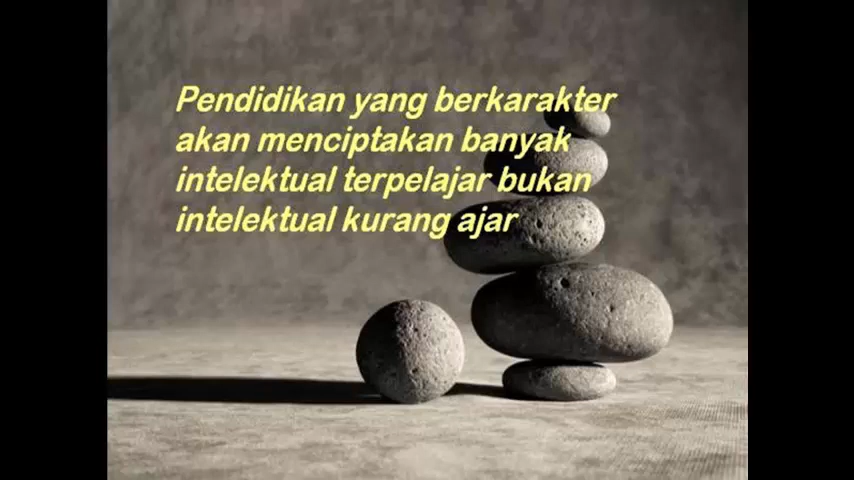 Pendidikan yang berkarakter
akan menciptakan banyak
intelektual terpelajar bukan
intelektual kurang ajar